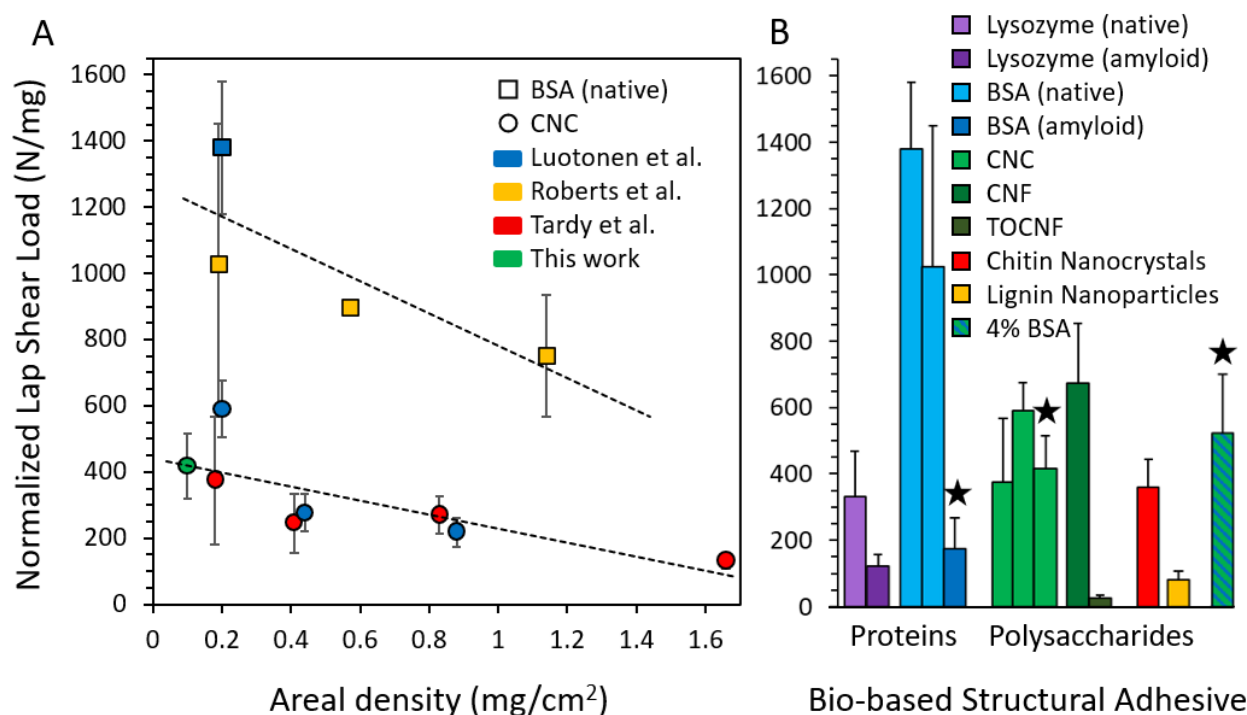 A
Normalized Lap Shear Load (N/mg)
1600
1400
1200
1000
800
600
400
200
0
0 0.2 0.4 0.6 0.8 1 1.2 1.4 1.6
Areal density (mg/cm²)
BSA (native)
CNC
Luotonen et al.
Roberts et al.
Tardy et al.
This work
B
1600
1400
1200
1000
800
600
400
200
0
Lysozyme (native)
Lysozyme (amyloid)
BSA (native)
BSA (amyloid)
CNC
CNF
TOCNF
Chitin Nanocrystals
Lignin Nanoparticles
4% BSA
Proteins Polysaccharides
Bio-based Structural Adhesive